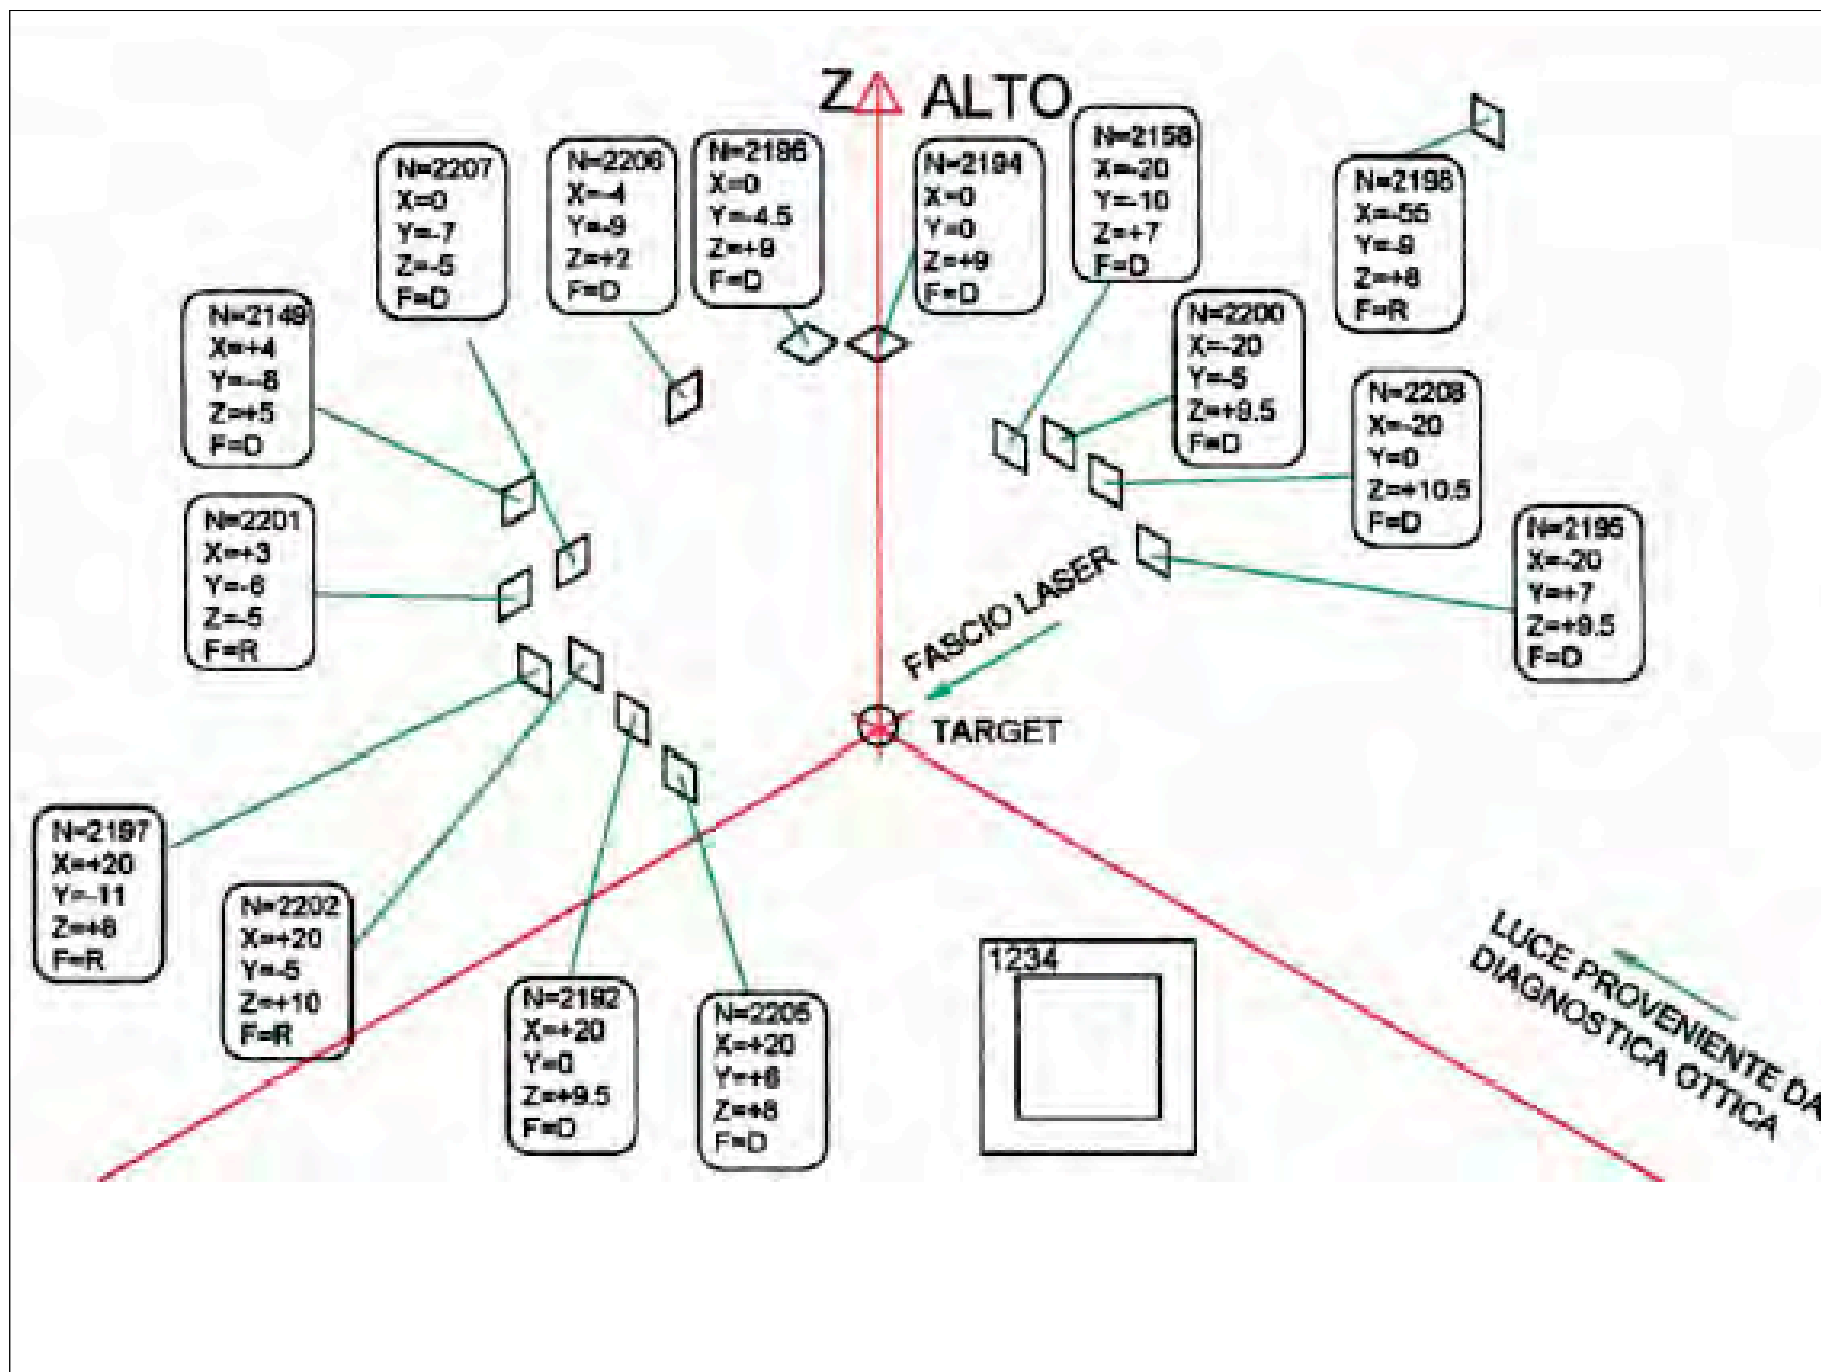 Z ALTO
N=2207
X=0
Y=-7
Z=-5
F=D
N=2206
X=-4
Y=-9
Z=+2
F=D
N=2196
X=0
Y=-4.5
Z=+9
F=D
N=2194
X=0
Y=0
Z=+9
F=D
N=2158
X=-20
Y=-10
Z=+7
F=D
N=2198
X=-55
Y=-9
Z=+8
F=R
N=2149
X=+4
Y=--8
Z=+5
F=D
N=2200
X=-20
Y=-5
Z=+9.5
F=D
N=2208
X=-20
Y=0
Z=+10.5
F=D
N=2201
X=+3
Y=-6
Z=-5
F=R
N=2195
X=-20
Y=+7
Z=+9.5
F=D
FASCIO LASER
TARGET
N=2197
X=+20
Y=-11
Z=+8
F=R
N=2202
X=+20
Y=-5
Z=+10
F=R
N=2192
X=+20
Y=0
Z=+9.5
F=D
N=2205
X=+20
Y=+6
Z=+8
F=D
1234
LUCE PROVENIENTE DA
DIAGNOSTICA OTTICA